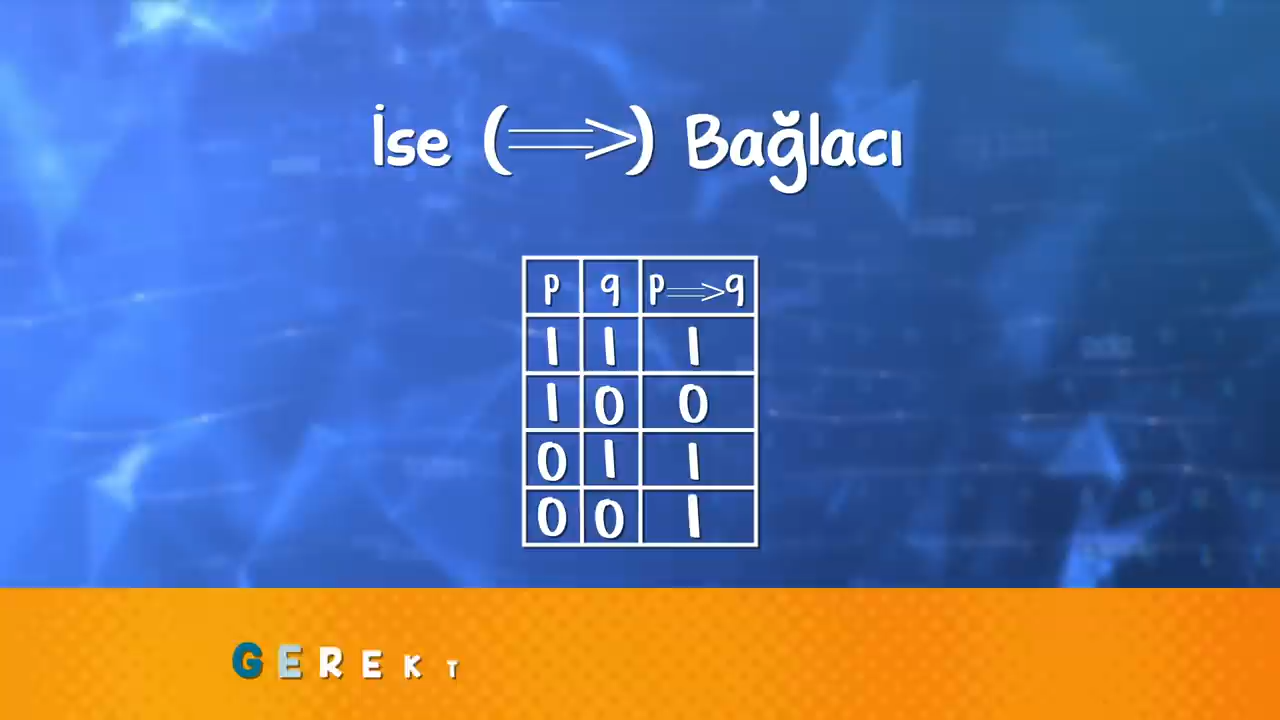 İse (⟹) Bağlacı
p q p⟹q
1 1 1
1 0 0
0 1 1
0 0 1
GEREKT